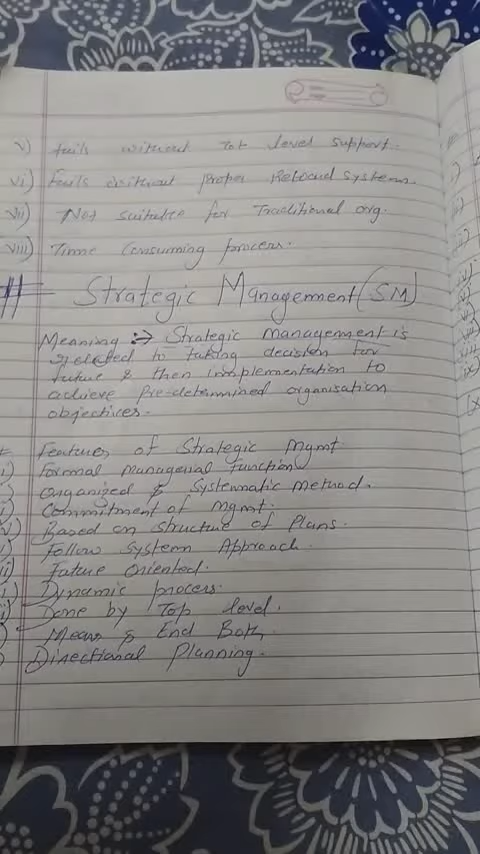 v) fails without Top level support.
vi) Fails without Proper Reward system.
vii) Not suitable for Traditional org.
viii) Time Consuming process.
# Strategic Management (SM)
Meaning :→ Strategic management is
related to taking decision for
future & then implementation to
achieve Pre-determined organisation
objectives.
Features of Strategic Mgmt
Formal Managerial Function
Organized & Systematic method.
Commitment of mgmt.
Based on structure of Plans.
Follow System Approach.
Future Oriented.
Dynamic process.
Done by Top level.
Means & End Both
Directional Planning.